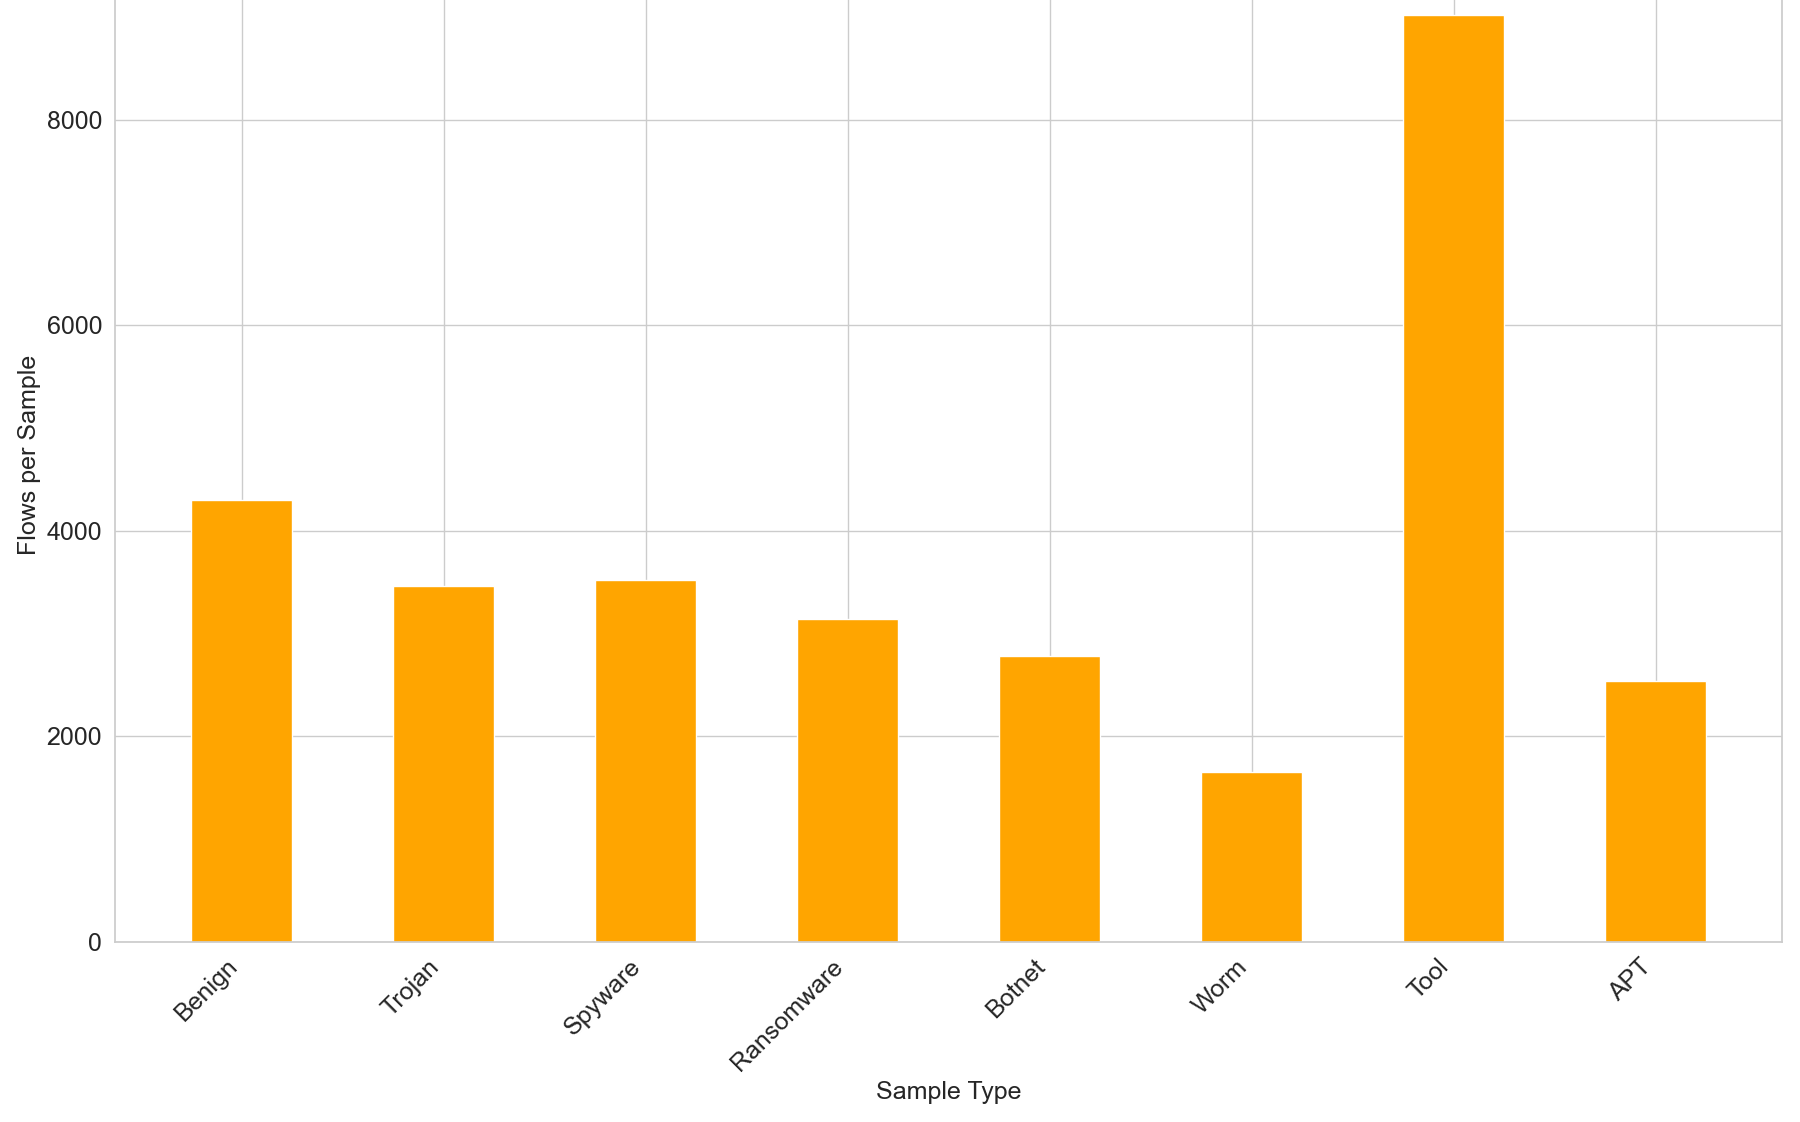 8000
6000
4000
2000
0
Flows per Sample
Benign
Trojan
Spyware
Ransomware
Botnet
Worm
Tool
APT
Sample Type